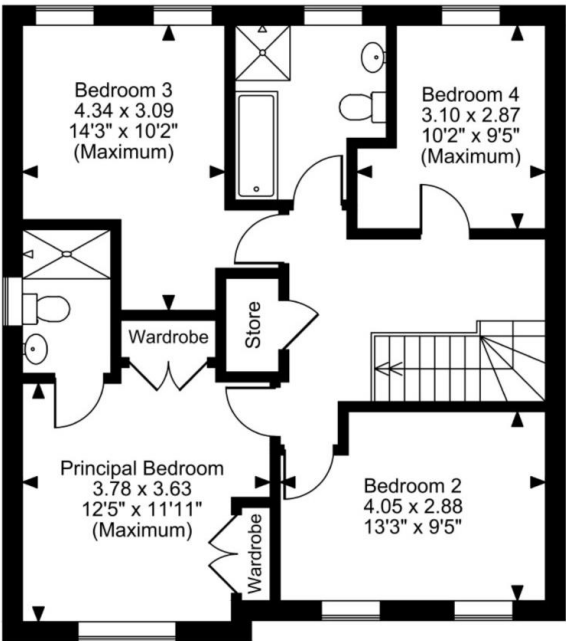 Bedroom 3
4.34 x 3.09
14'3" x 10'2"
(Maximum)
Bedroom 4
3.10 x 2.87
10'2" x 9'5"
(Maximum)
Wardrobe
Store
Principal Bedroom
3.78 x 3.63
12'5" x 11'11"
(Maximum)
Wardrobe
Bedroom 2
4.05 x 2.88
13'3" x 9'5"